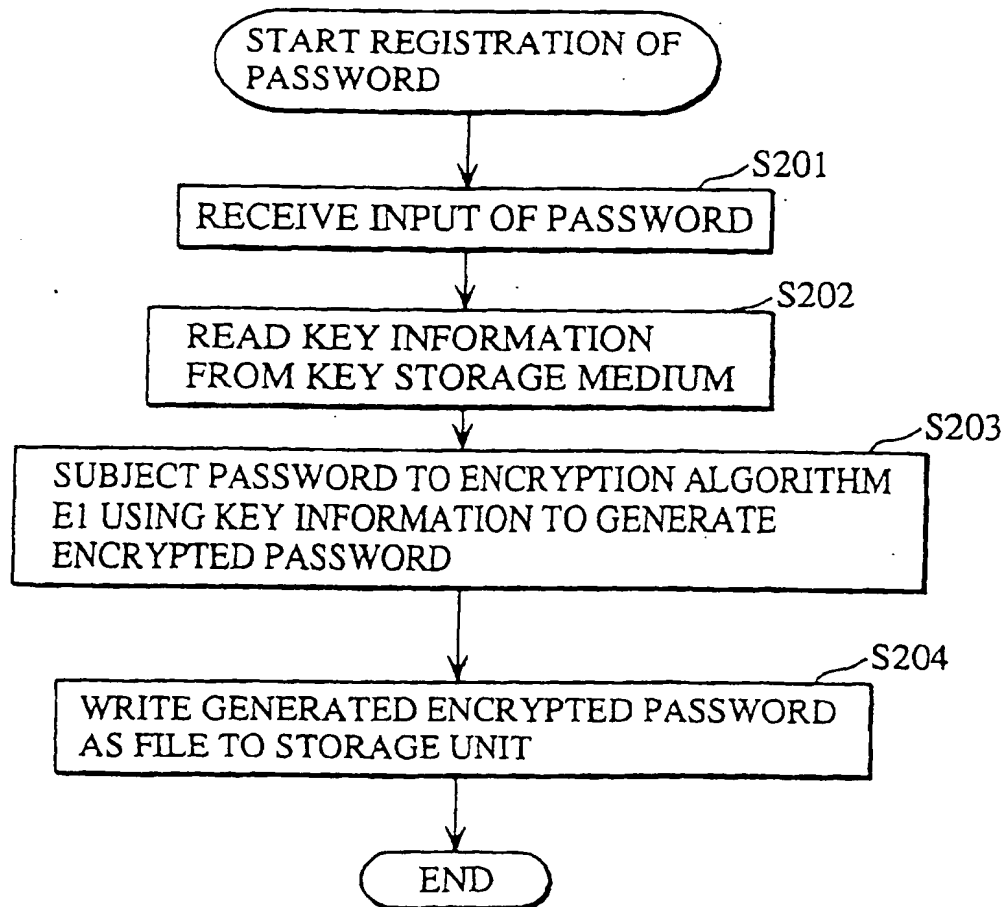 START REGISTRATION OF
PASSWORD
S201
RECEIVE INPUT OF PASSWORD
S202
READ KEY INFORMATION
FROM KEY STORAGE MEDIUM
S203
SUBJECT PASSWORD TO ENCRYPTION ALGORITHM
E1 USING KEY INFORMATION TO GENERATE
ENCRYPTED PASSWORD
S204
WRITE GENERATED ENCRYPTED PASSWORD
AS FILE TO STORAGE UNIT
END